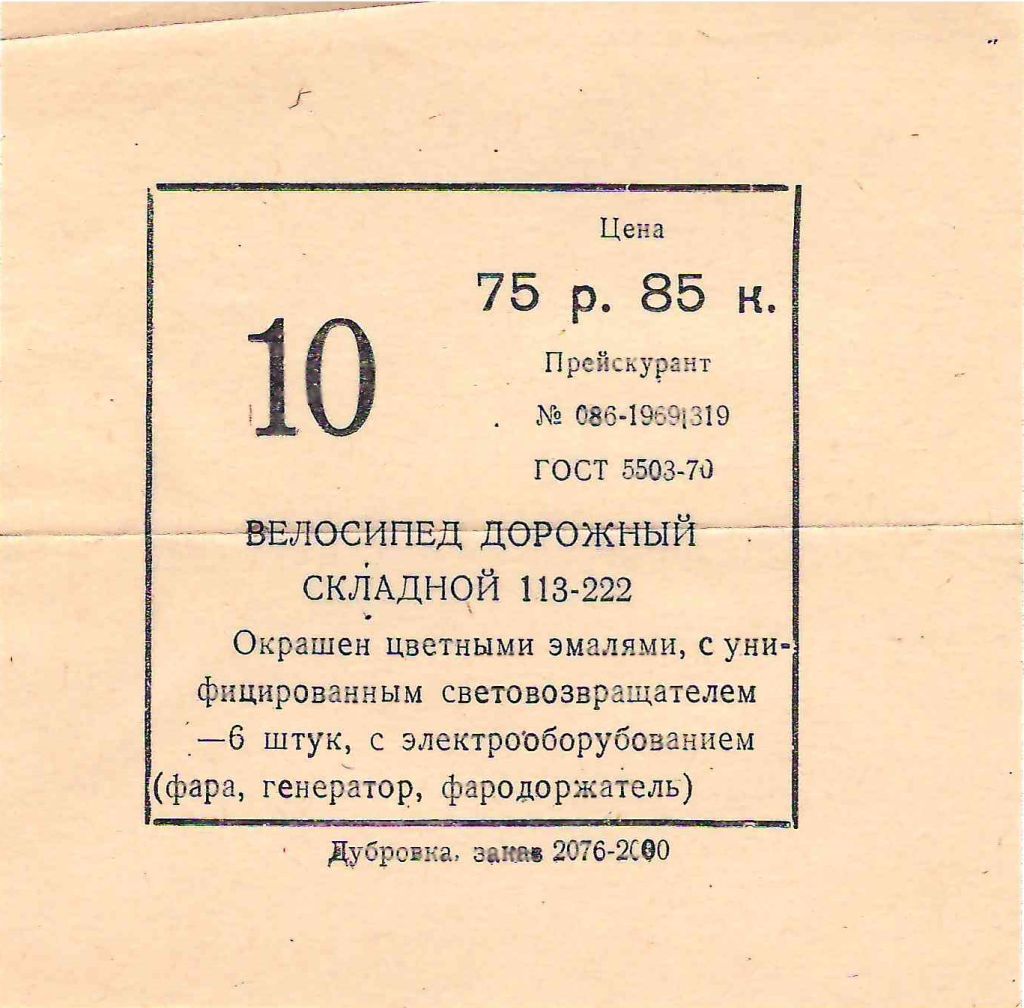 Цена
75 р. 85 к.
10
Прейскурант
№ 086-1969/319
ГОСТ 5503-70
ВЕЛОСИПЕД ДОРОЖНЫЙ
СКЛАДНОЙ 113-222
Окрашен цветными эмалями, с уни-
фицированным световозвращателем
—6 штук, с электрооборубованием
(фара, генератор, фародоржатель)
Дубровка, заказ 2076-2000